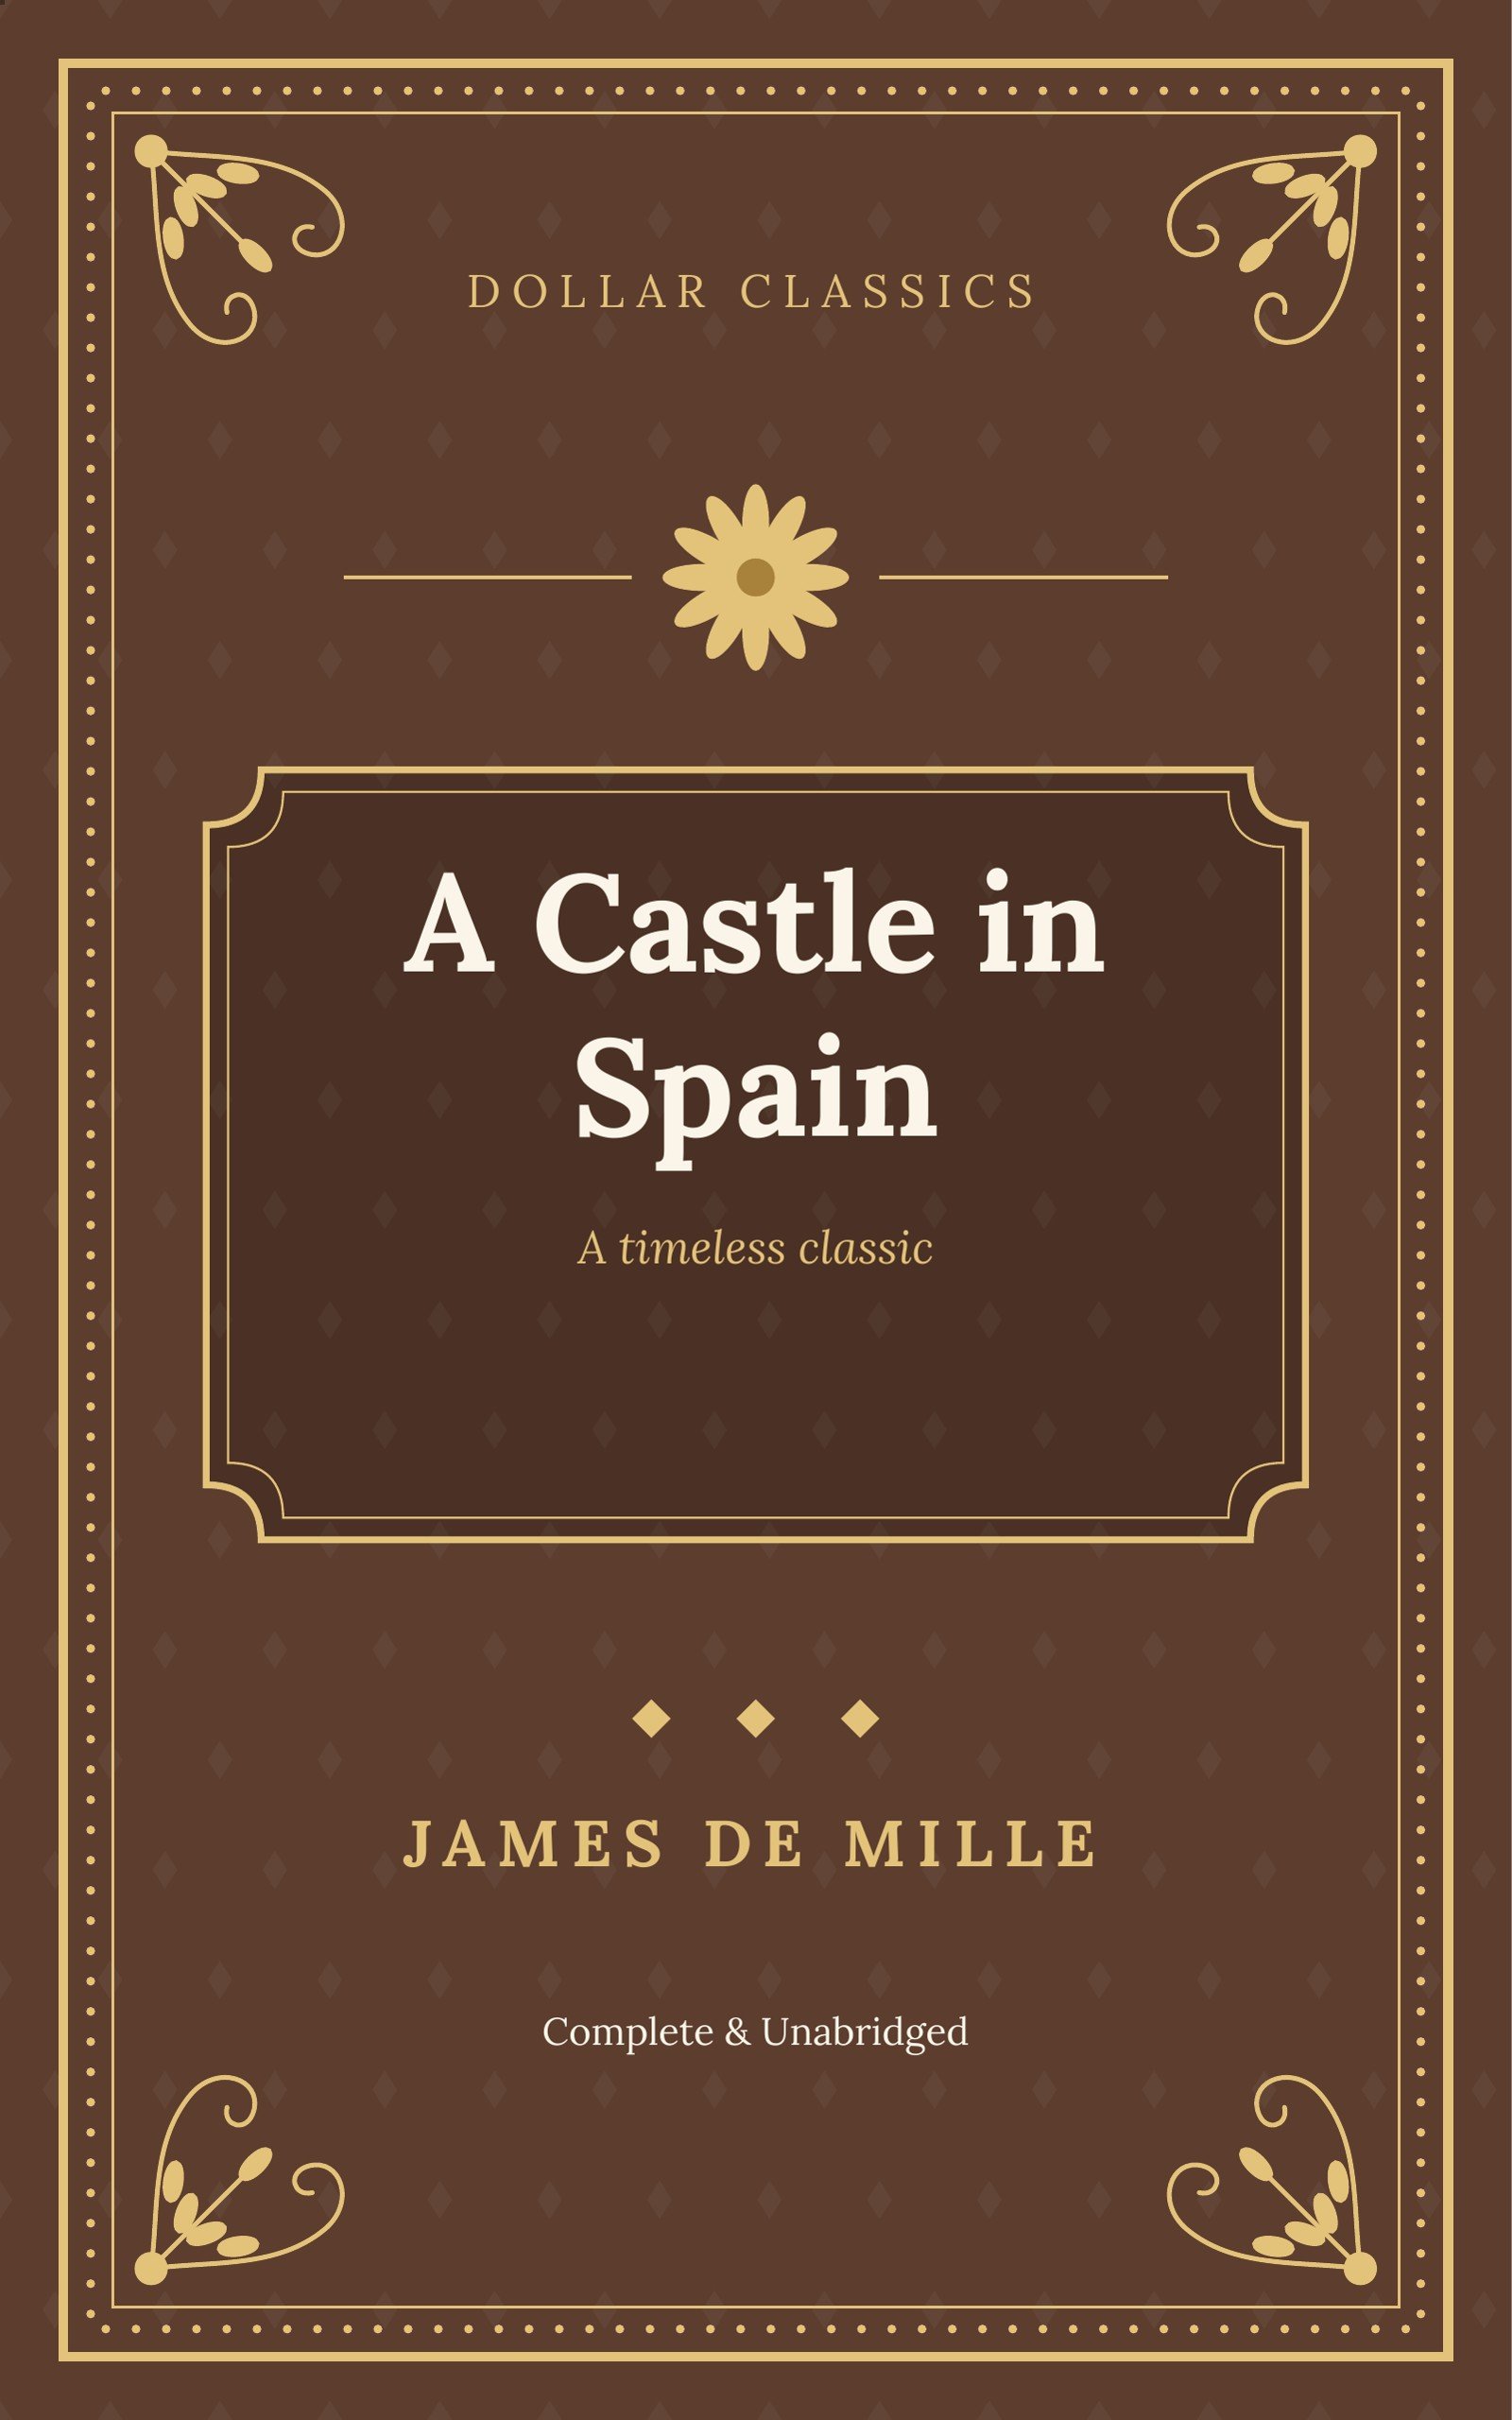 DOLLAR CLASSICS
A Castle in
Spain
A timeless classic
JAMES DE MILLE
Complete & Unabridged